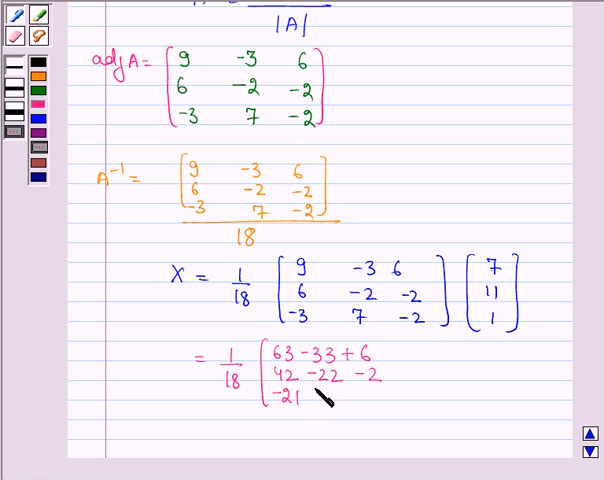 |A|
adj A = [ 9 -3 6
6 -2 -2
-3 7 -2 ]
A⁻¹ = [ 9 -3 6
6 -2 -2
-3 7 -2 ]
18
X = 1/18 [ 9 -3 6 [ 7
6 -2 -2 11
-3 7 -2 ] 1 ]
= 1/18 [ 63 -33 + 6
42 -22 -2
-21